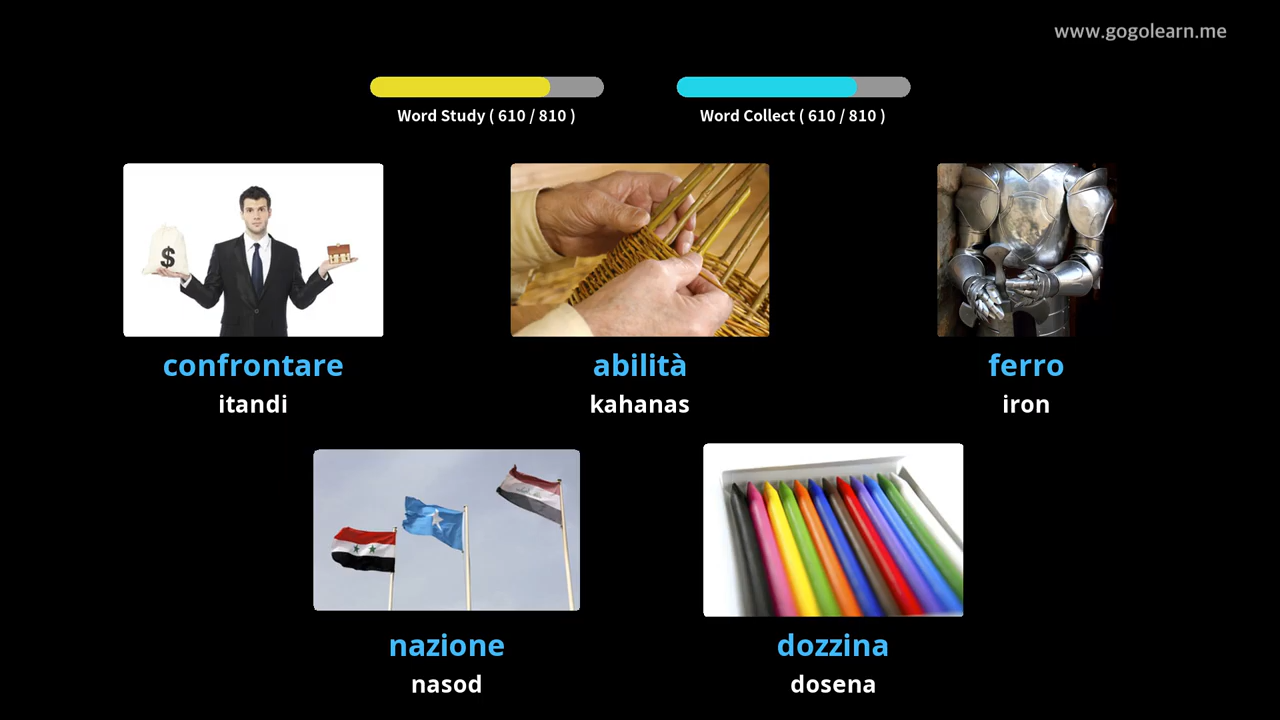 www.gogolearn.me
Word Study ( 610 / 810 )
Word Collect ( 610 / 810 )
$
confrontare
itandi
abilità
kahanas
ferro
iron
nazione
nasod
dozzina
dosena